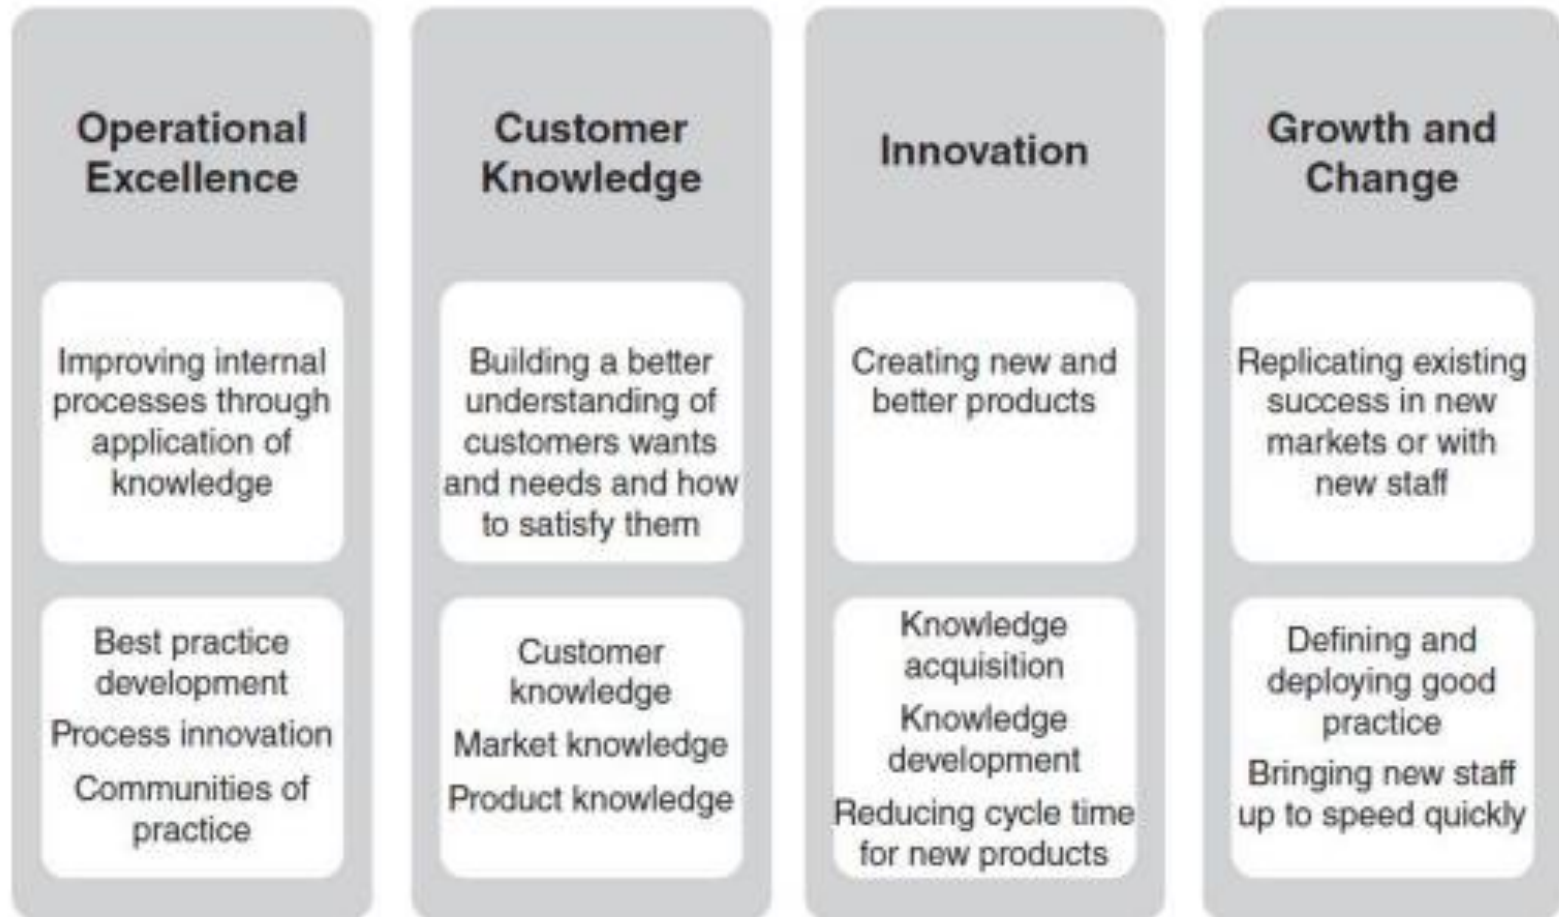 Operational
Excellence
Improving internal
processes through
application of
knowledge
Best practice
development
Process innovation
Communities of
practice
Customer
Knowledge
Building a better
understanding of
customers wants
and needs and how
to satisfy them
Customer
knowledge
Market knowledge
Product knowledge
Innovation
Creating new and
better products
Knowledge
acquisition
Knowledge
development
Reducing cycle time
for new products
Growth and
Change
Replicating existing
success in new
markets or with
new staff
Defining and
deploying good
practice
Bringing new staff
up to speed quickly